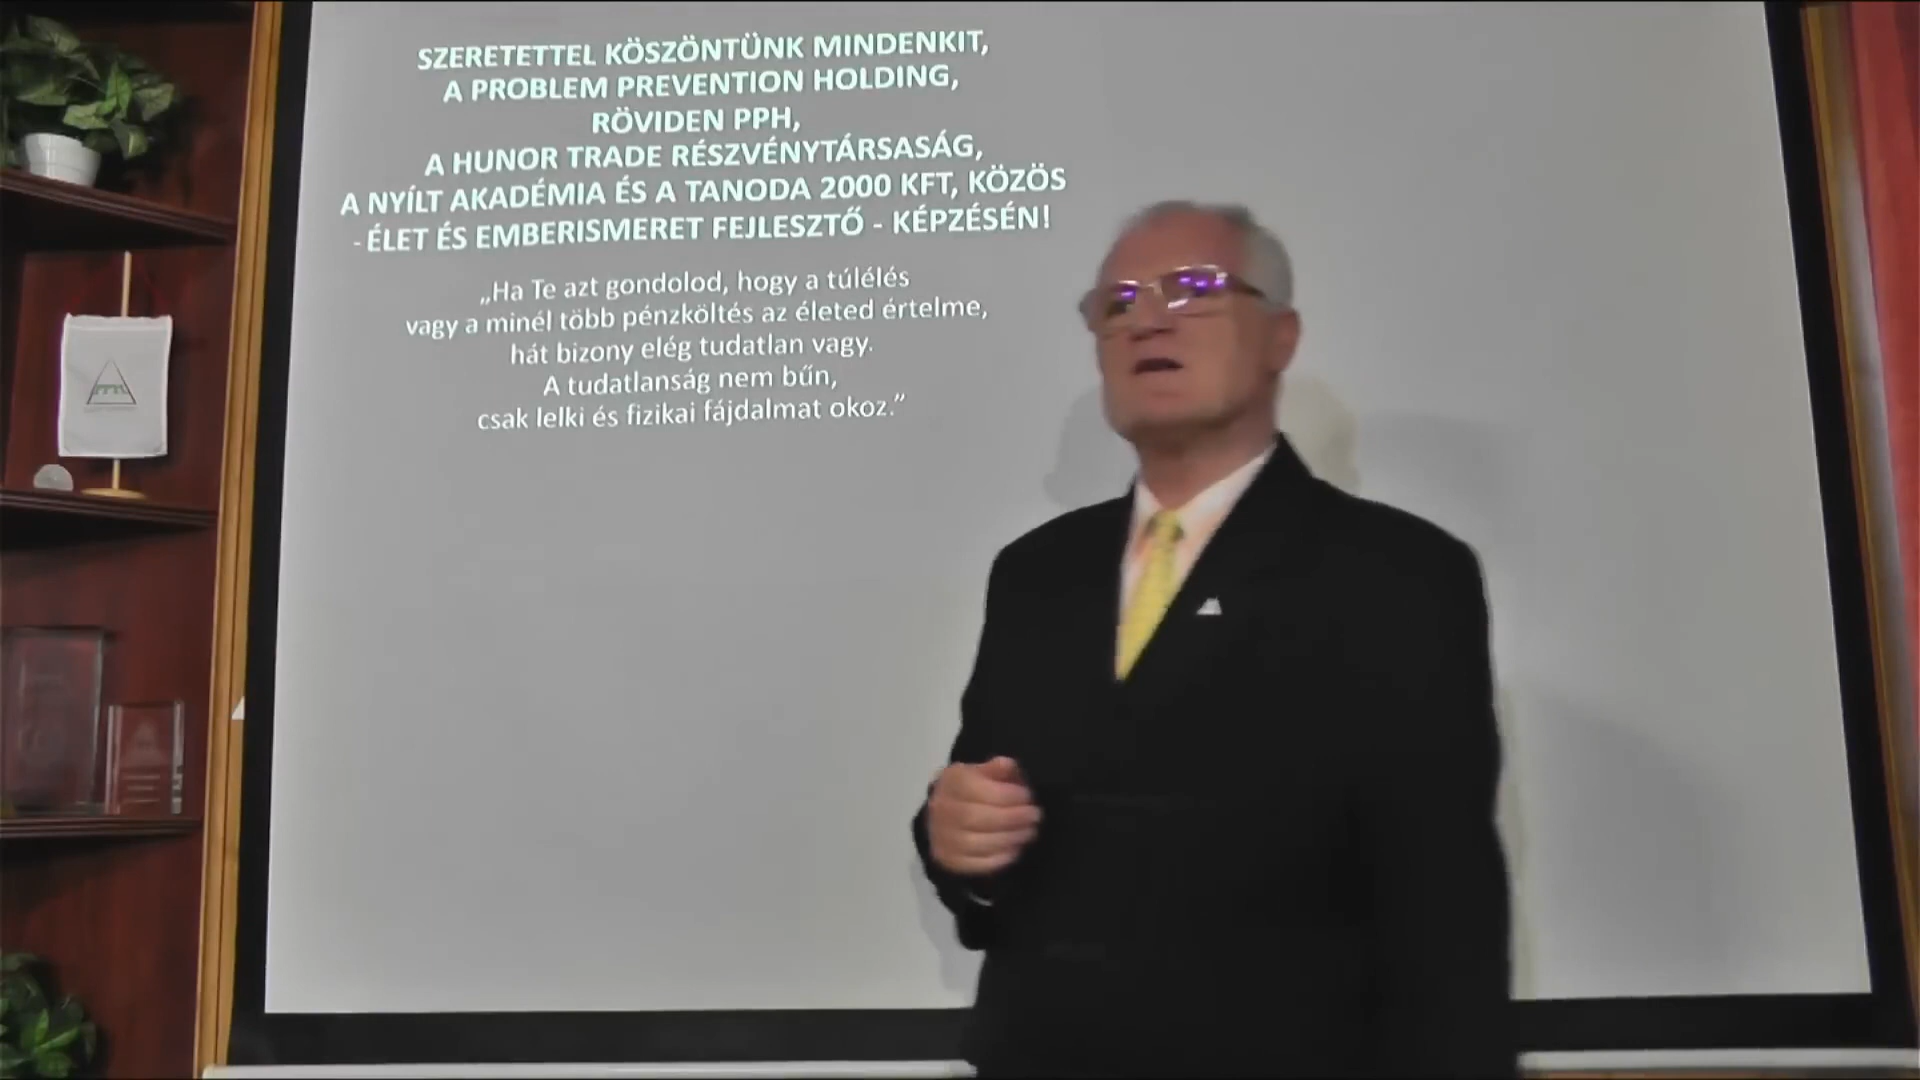 SZERETETTEL KÖSZÖNTÜNK MINDENKIT,
A PROBLEM PREVENTION HOLDING,
RÖVIDEN PPH,
A HUNOR TRADE RÉSZVÉNYTÁRSASÁG,
A NYÍLT AKADÉMIA ÉS A TANODA 2000 KFT, KÖZÖS
- ÉLET ÉS EMBERISMERET FEJLESZTŐ - KÉPZÉSÉN!
„Ha Te azt gondolod, hogy a túlélés
vagy a minél több pénzköltés az életed értelme,
hát bizony elég tudatlan vagy.
A tudatlanság nem bűn,
csak lelki és fizikai fájdalmat okoz.”